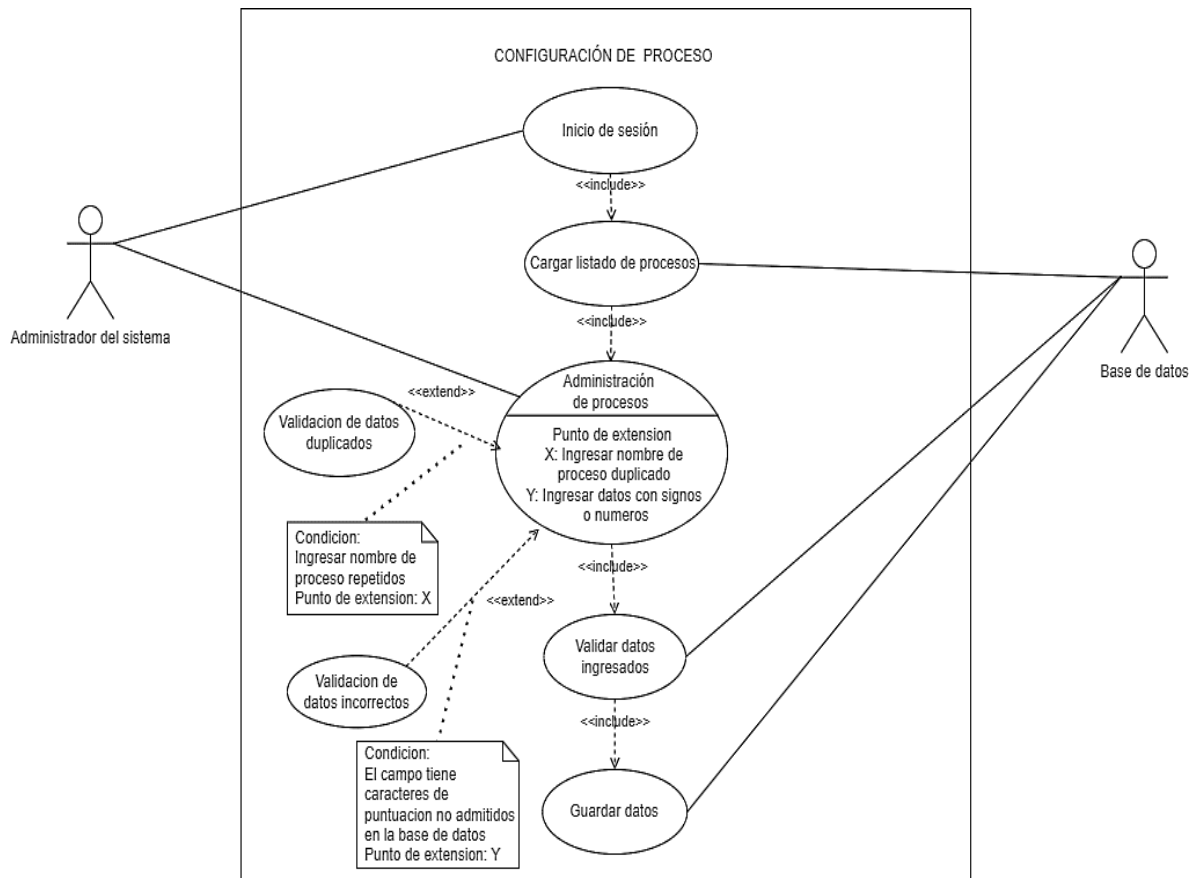 CONFIGURACIÓN DE PROCESO
Inicio de sesión
<<include>>
Cargar listado de procesos
<<include>>
Administrador del sistema
Base de datos
Administración
de procesos
<<extend>>
Validacion de datos
duplicados
Punto de extension
X: Ingresar nombre de
proceso duplicado
Y: Ingresar datos con signos
o numeros
Condicion:
Ingresar nombre de
proceso repetidos
Punto de extension: X
<<include>>
<<extend>>
Validar datos
ingresados
Validacion de
datos incorrectos
<<include>>
Condicion:
El campo tiene
caracteres de
puntuacion no admitidos
en la base de datos
Punto de extension: Y
Guardar datos